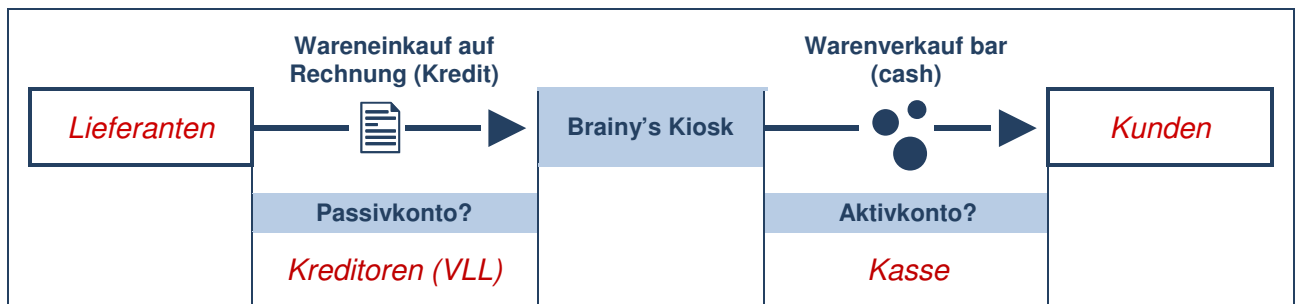 Wareneinkauf auf
Rechnung (Kredit)
Warenverkauf bar
(cash)
Lieferanten
Brainy's Kiosk
Kunden
Passivkonto?
Aktivkonto?
Kreditoren (VLL)
Kasse